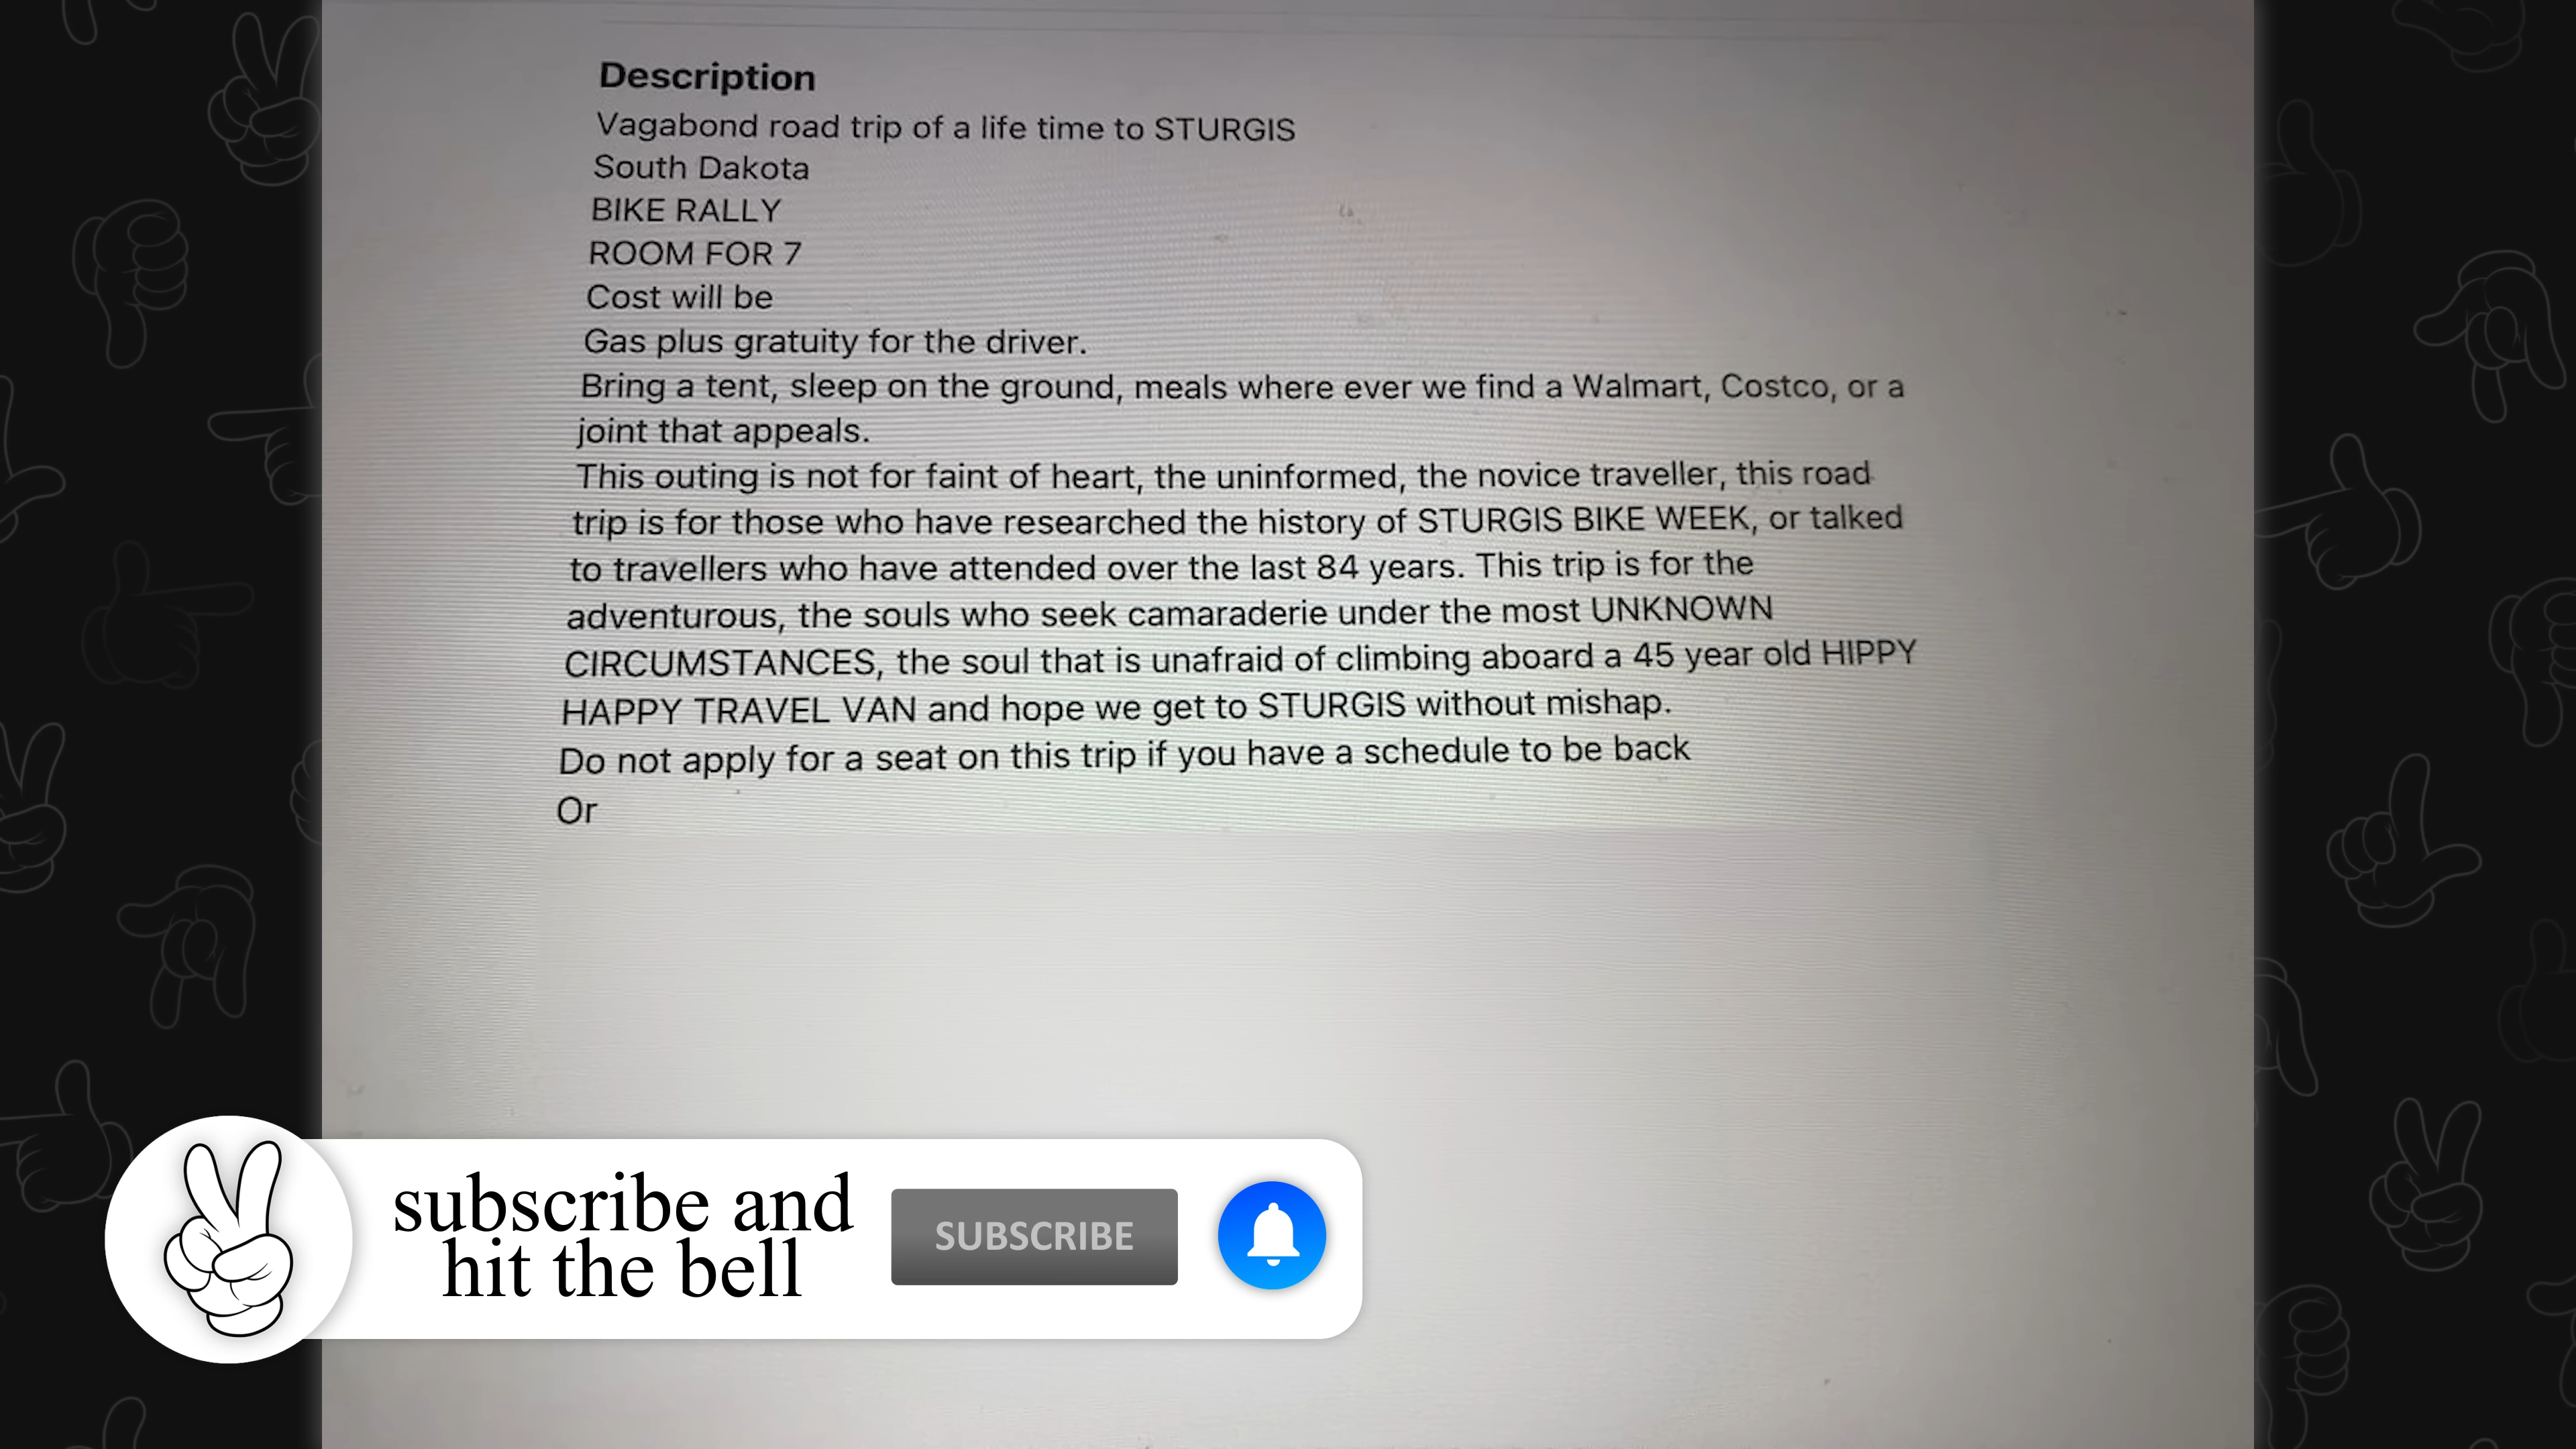 Description
Vagabond road trip of a life time to STURGIS
South Dakota
BIKE RALLY
ROOM FOR 7
Cost will be
Gas plus gratuity for the driver.
Bring a tent, sleep on the ground, meals where ever we find a Walmart, Costco, or a
joint that appeals.
This outing is not for faint of heart, the uninformed, the novice traveller, this road
trip is for those who have researched the history of STURGIS BIKE WEEK, or talked
to travellers who have attended over the last 84 years. This trip is for the
adventurous, the souls who seek camaraderie under the most UNKNOWN
CIRCUMSTANCES, the soul that is unafraid of climbing aboard a 45 year old HIPPY
HAPPY TRAVEL VAN and hope we get to STURGIS without mishap.
Do not apply for a seat on this trip if you have a schedule to be back
Or
subscribe and
hit the bell
SUBSCRIBE